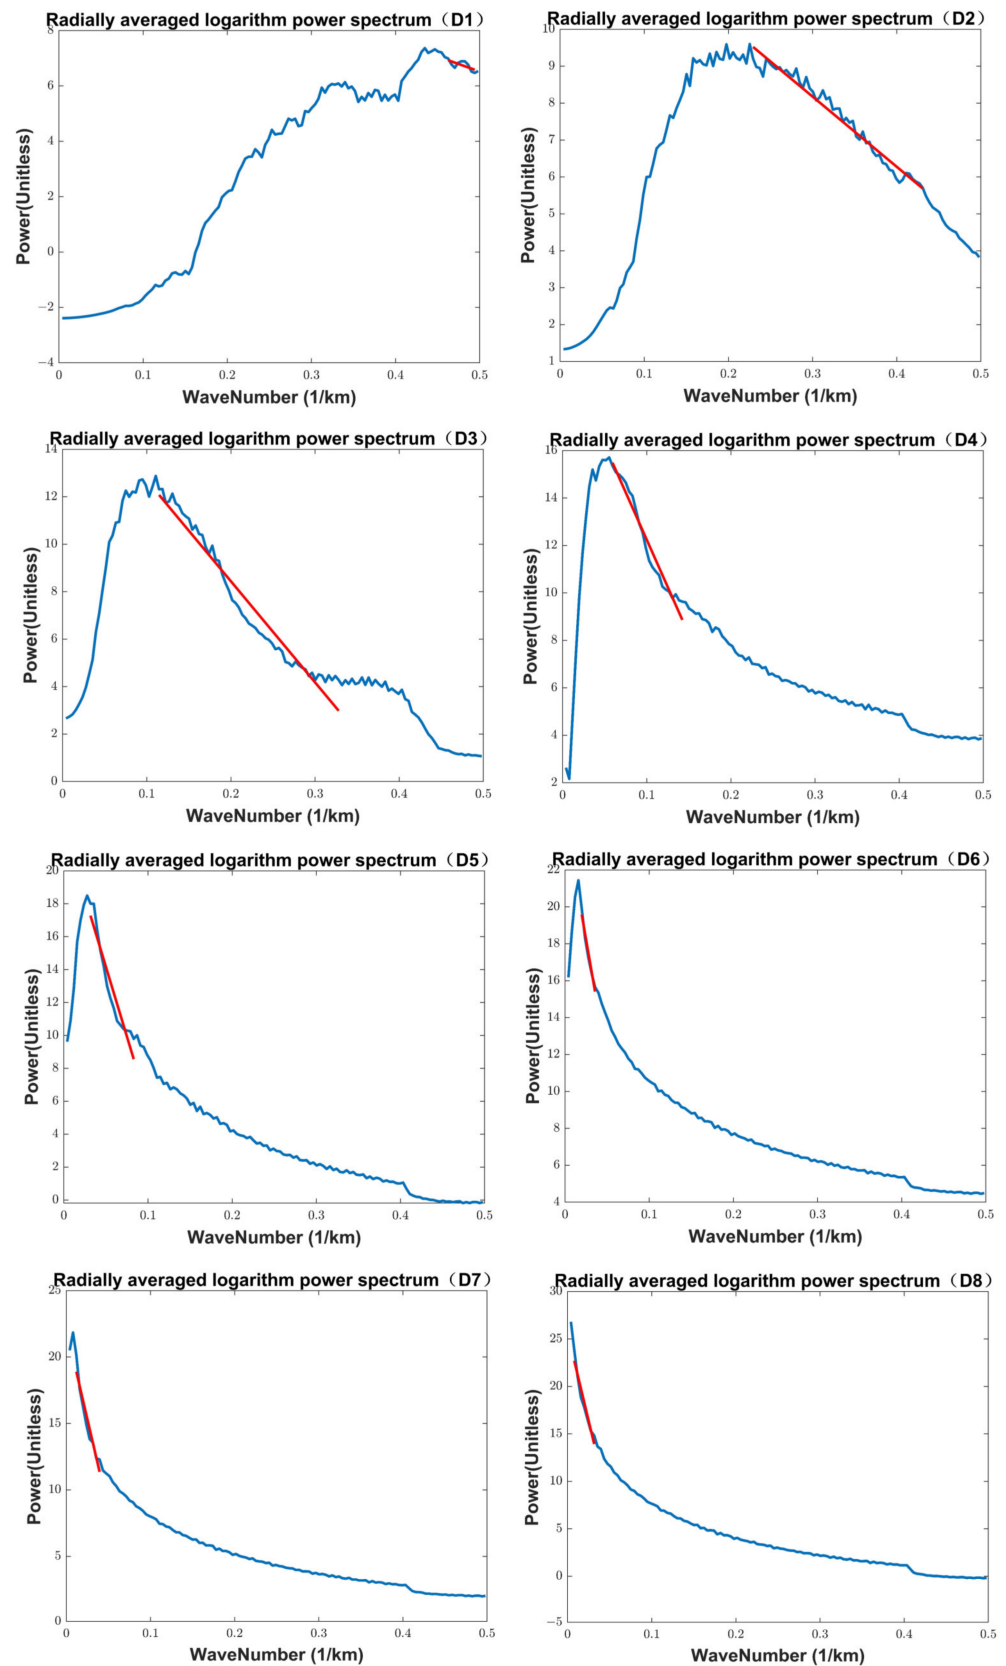 Radially averaged logarithm power spectrum（D1）
8
6
4
2
0
−2
−4
Power(Unitless)
0 0.1 0.2 0.3 0.4 0.5
WaveNumber (1/km)
Radially averaged logarithm power spectrum（D2）
10
9
8
7
6
5
4
3
2
1
Power(Unitless)
0 0.1 0.2 0.3 0.4 0.5
WaveNumber (1/km)
Radially averaged logarithm power spectrum（D3）
14
12
10
8
6
4
2
0
Power(Unitless)
0 0.1 0.2 0.3 0.4 0.5
WaveNumber (1/km)
Radially averaged logarithm power spectrum（D4）
16
14
12
10
8
6
4
2
Power(Unitless)
0 0.1 0.2 0.3 0.4 0.5
WaveNumber (1/km)
Radially averaged logarithm power spectrum（D5）
20
18
16
14
12
10
8
6
4
2
0
Power(Unitless)
0 0.1 0.2 0.3 0.4 0.5
WaveNumber (1/km)
Radially averaged logarithm power spectrum（D6）
22
20
18
16
14
12
10
8
6
4
Power(Unitless)
0 0.1 0.2 0.3 0.4 0.5
WaveNumber (1/km)
Radially averaged logarithm power spectrum（D7）
25
20
15
10
5
0
Power(Unitless)
0 0.1 0.2 0.3 0.4 0.5
WaveNumber (1/km)
Radially averaged logarithm power spectrum（D8）
30
25
20
15
10
5
0
−5
Power(Unitless)
0 0.1 0.2 0.3 0.4 0.5
WaveNumber (1/km)